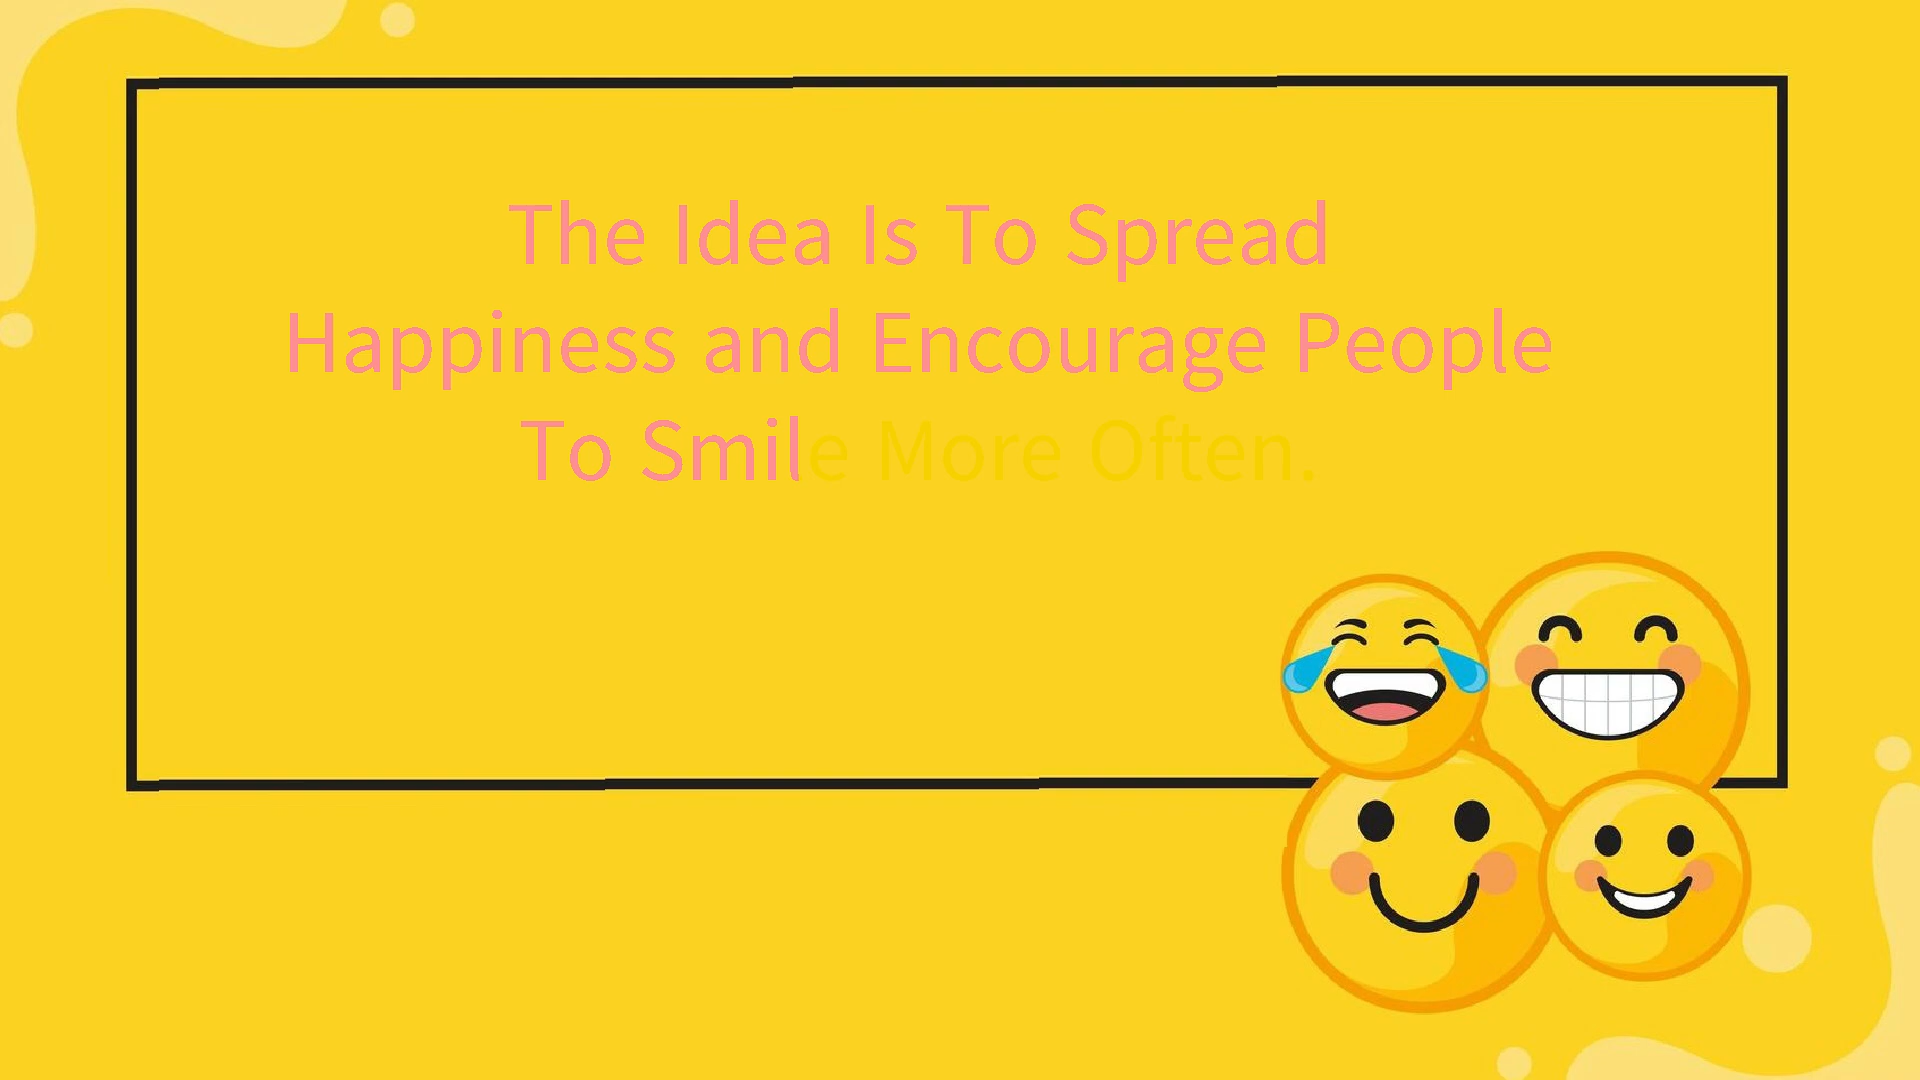 The Idea Is To Spread
Happiness and Encourage People
To Smile More Often.